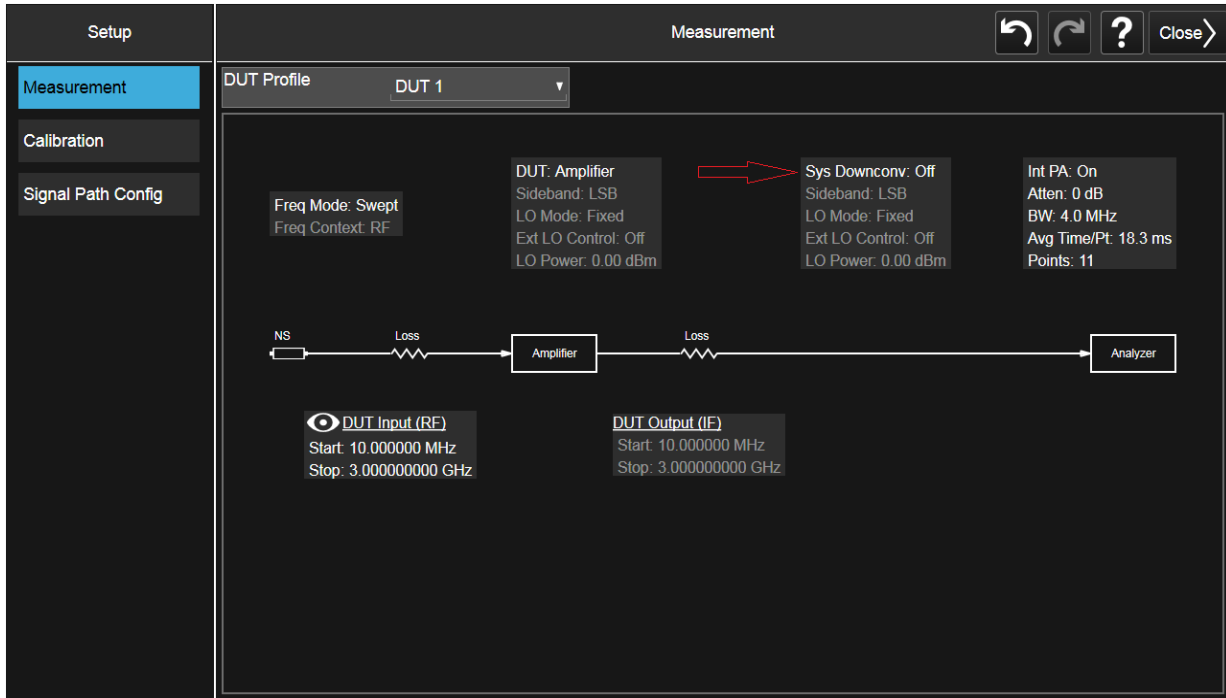 Setup
Measurement
?
Close
Measurement
Calibration
Signal Path Config
DUT Profile
DUT 1
Freq Mode: Swept
Freq Context: RF
DUT: Amplifier
Sideband: LSB
LO Mode: Fixed
Ext LO Control: Off
LO Power: 0.00 dBm
Sys Downconv: Off
Sideband: LSB
LO Mode: Fixed
Ext LO Control: Off
LO Power: 0.00 dBm
Int PA: On
Atten: 0 dB
BW: 4.0 MHz
Avg Time/Pt: 18.3 ms
Points: 11
NS
Loss
Amplifier
Loss
Analyzer
DUT Input (RF)
Start: 10.000000 MHz
Stop: 3.000000000 GHz
DUT Output (IF)
Start: 10.000000 MHz
Stop: 3.000000000 GHz